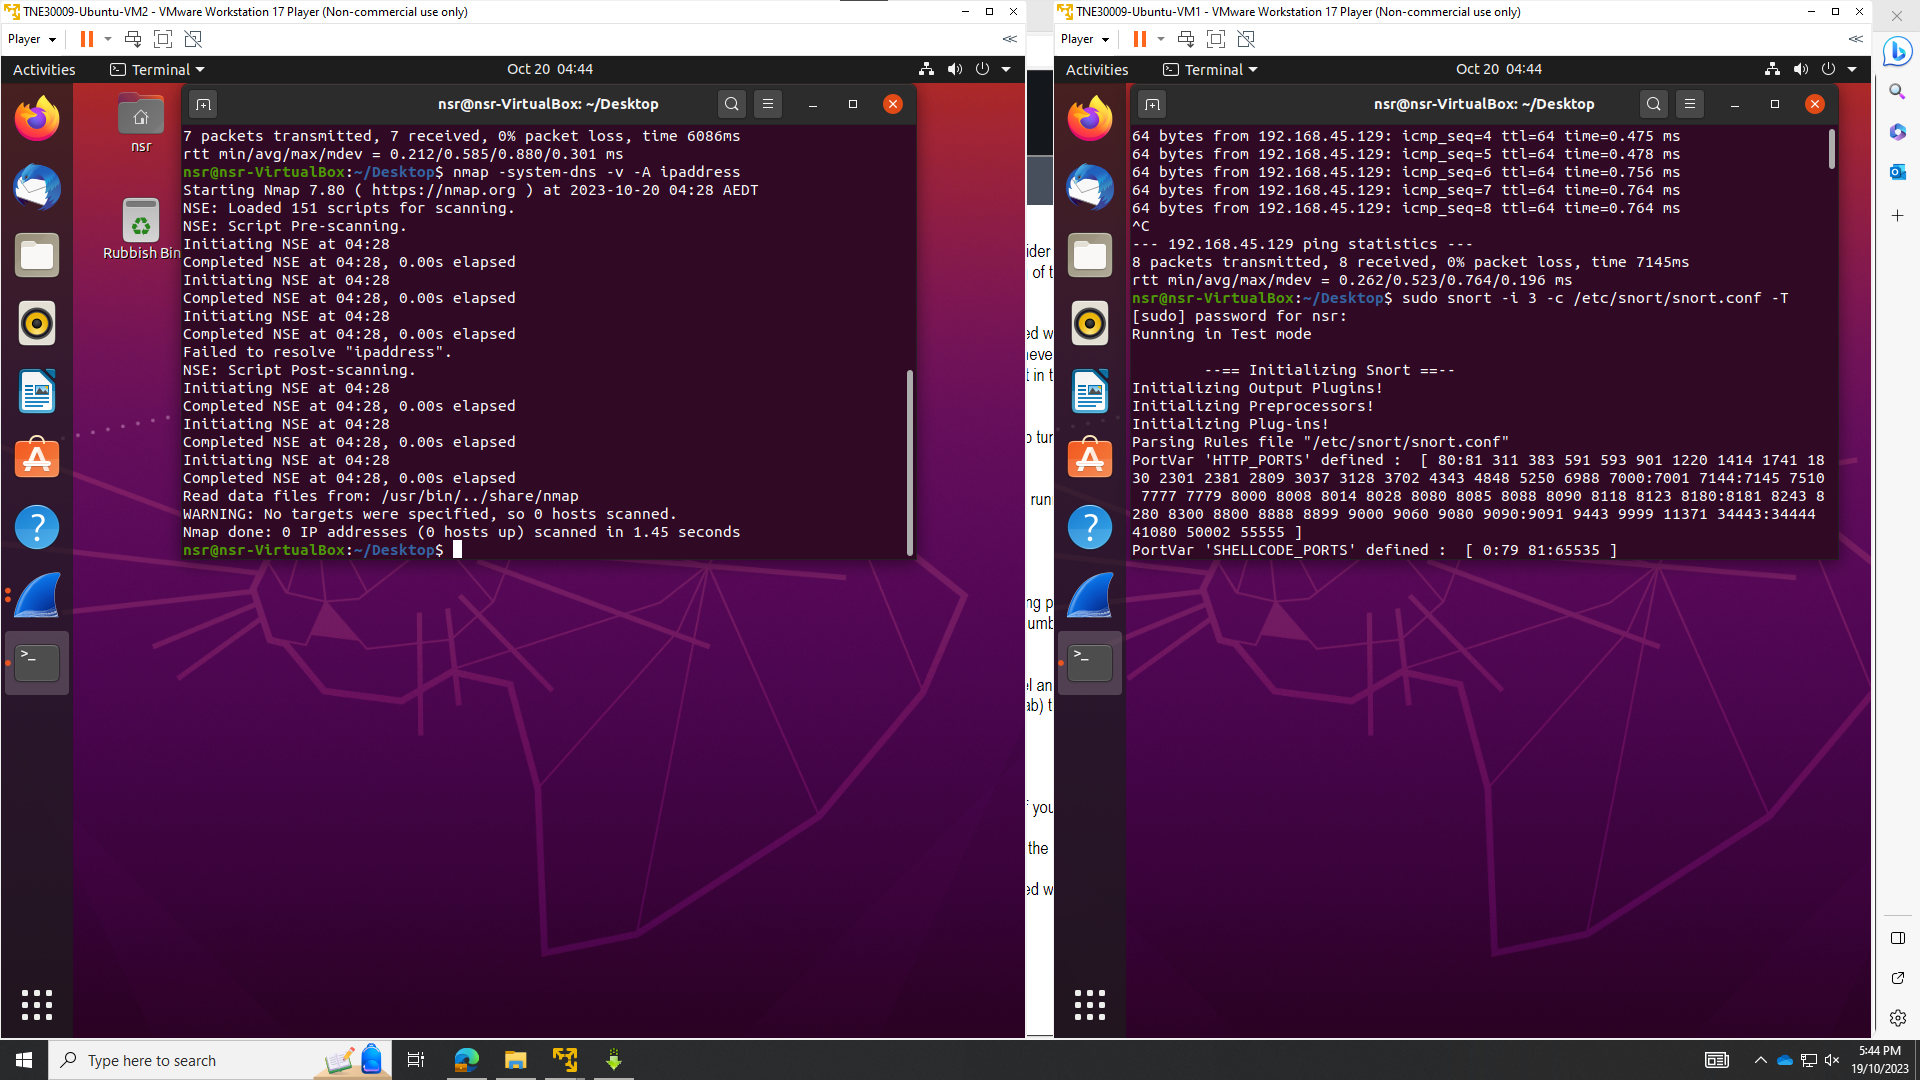 TNE30009-Ubuntu-VM2 - VMware Workstation 17 Player (Non-commercial use only)
Player
Activities
Terminal
Oct 20 04:44
nsr
Rubbish Bin
nsr@nsr-VirtualBox: ~/Desktop
7 packets transmitted, 7 received, 0% packet loss, time 6086ms
rtt min/avg/max/mdev = 0.212/0.585/0.880/0.301 ms
nsr@nsr-VirtualBox:~/Desktop$ nmap -system-dns -v -A ipaddress
Starting Nmap 7.80 ( https://nmap.org ) at 2023-10-20 04:28 AEDT
NSE: Loaded 151 scripts for scanning.
NSE: Script Pre-scanning.
Initiating NSE at 04:28
Completed NSE at 04:28, 0.00s elapsed
Initiating NSE at 04:28
Completed NSE at 04:28, 0.00s elapsed
Initiating NSE at 04:28
Completed NSE at 04:28, 0.00s elapsed
Failed to resolve "ipaddress".
NSE: Script Post-scanning.
Initiating NSE at 04:28
Completed NSE at 04:28, 0.00s elapsed
Initiating NSE at 04:28
Completed NSE at 04:28, 0.00s elapsed
Initiating NSE at 04:28
Completed NSE at 04:28, 0.00s elapsed
Read data files from: /usr/bin/../share/nmap
WARNING: No targets were specified, so 0 hosts scanned.
Nmap done: 0 IP addresses (0 hosts up) scanned in 1.45 seconds
nsr@nsr-VirtualBox:~/Desktop$
TNE30009-Ubuntu-VM1 - VMware Workstation 17 Player (Non-commercial use only)
Player
Activities
Terminal
Oct 20 04:44
nsr@nsr-VirtualBox: ~/Desktop
64 bytes from 192.168.45.129: icmp_seq=4 ttl=64 time=0.475 ms
64 bytes from 192.168.45.129: icmp_seq=5 ttl=64 time=0.478 ms
64 bytes from 192.168.45.129: icmp_seq=6 ttl=64 time=0.756 ms
64 bytes from 192.168.45.129: icmp_seq=7 ttl=64 time=0.764 ms
64 bytes from 192.168.45.129: icmp_seq=8 ttl=64 time=0.764 ms
^C
--- 192.168.45.129 ping statistics ---
8 packets transmitted, 8 received, 0% packet loss, time 7145ms
rtt min/avg/max/mdev = 0.262/0.523/0.764/0.196 ms
nsr@nsr-VirtualBox:~/Desktop$ sudo snort -i 3 -c /etc/snort/snort.conf -T
[sudo] password for nsr:
Running in Test mode
--== Initializing Snort ==--
Initializing Output Plugins!
Initializing Preprocessors!
Initializing Plug-ins!
Parsing Rules file "/etc/snort/snort.conf"
PortVar 'HTTP_PORTS' defined :  [ 80:81 311 383 591 593 901 1220 1414 1741 18
30 2301 2381 2809 3037 3128 3702 4343 4848 5250 6988 7000:7001 7144:7145 7510
7777 7779 8000 8008 8014 8028 8080 8085 8088 8090 8118 8123 8180:8181 8243 8
280 8300 8800 8888 8899 9000 9060 9080 9090:9091 9443 9999 11371 34443:34444
41080 50002 55555 ]
PortVar 'SHELLCODE_PORTS' defined :  [ 0:79 81:65535 ]
Type here to search
5:44 PM
19/10/2023